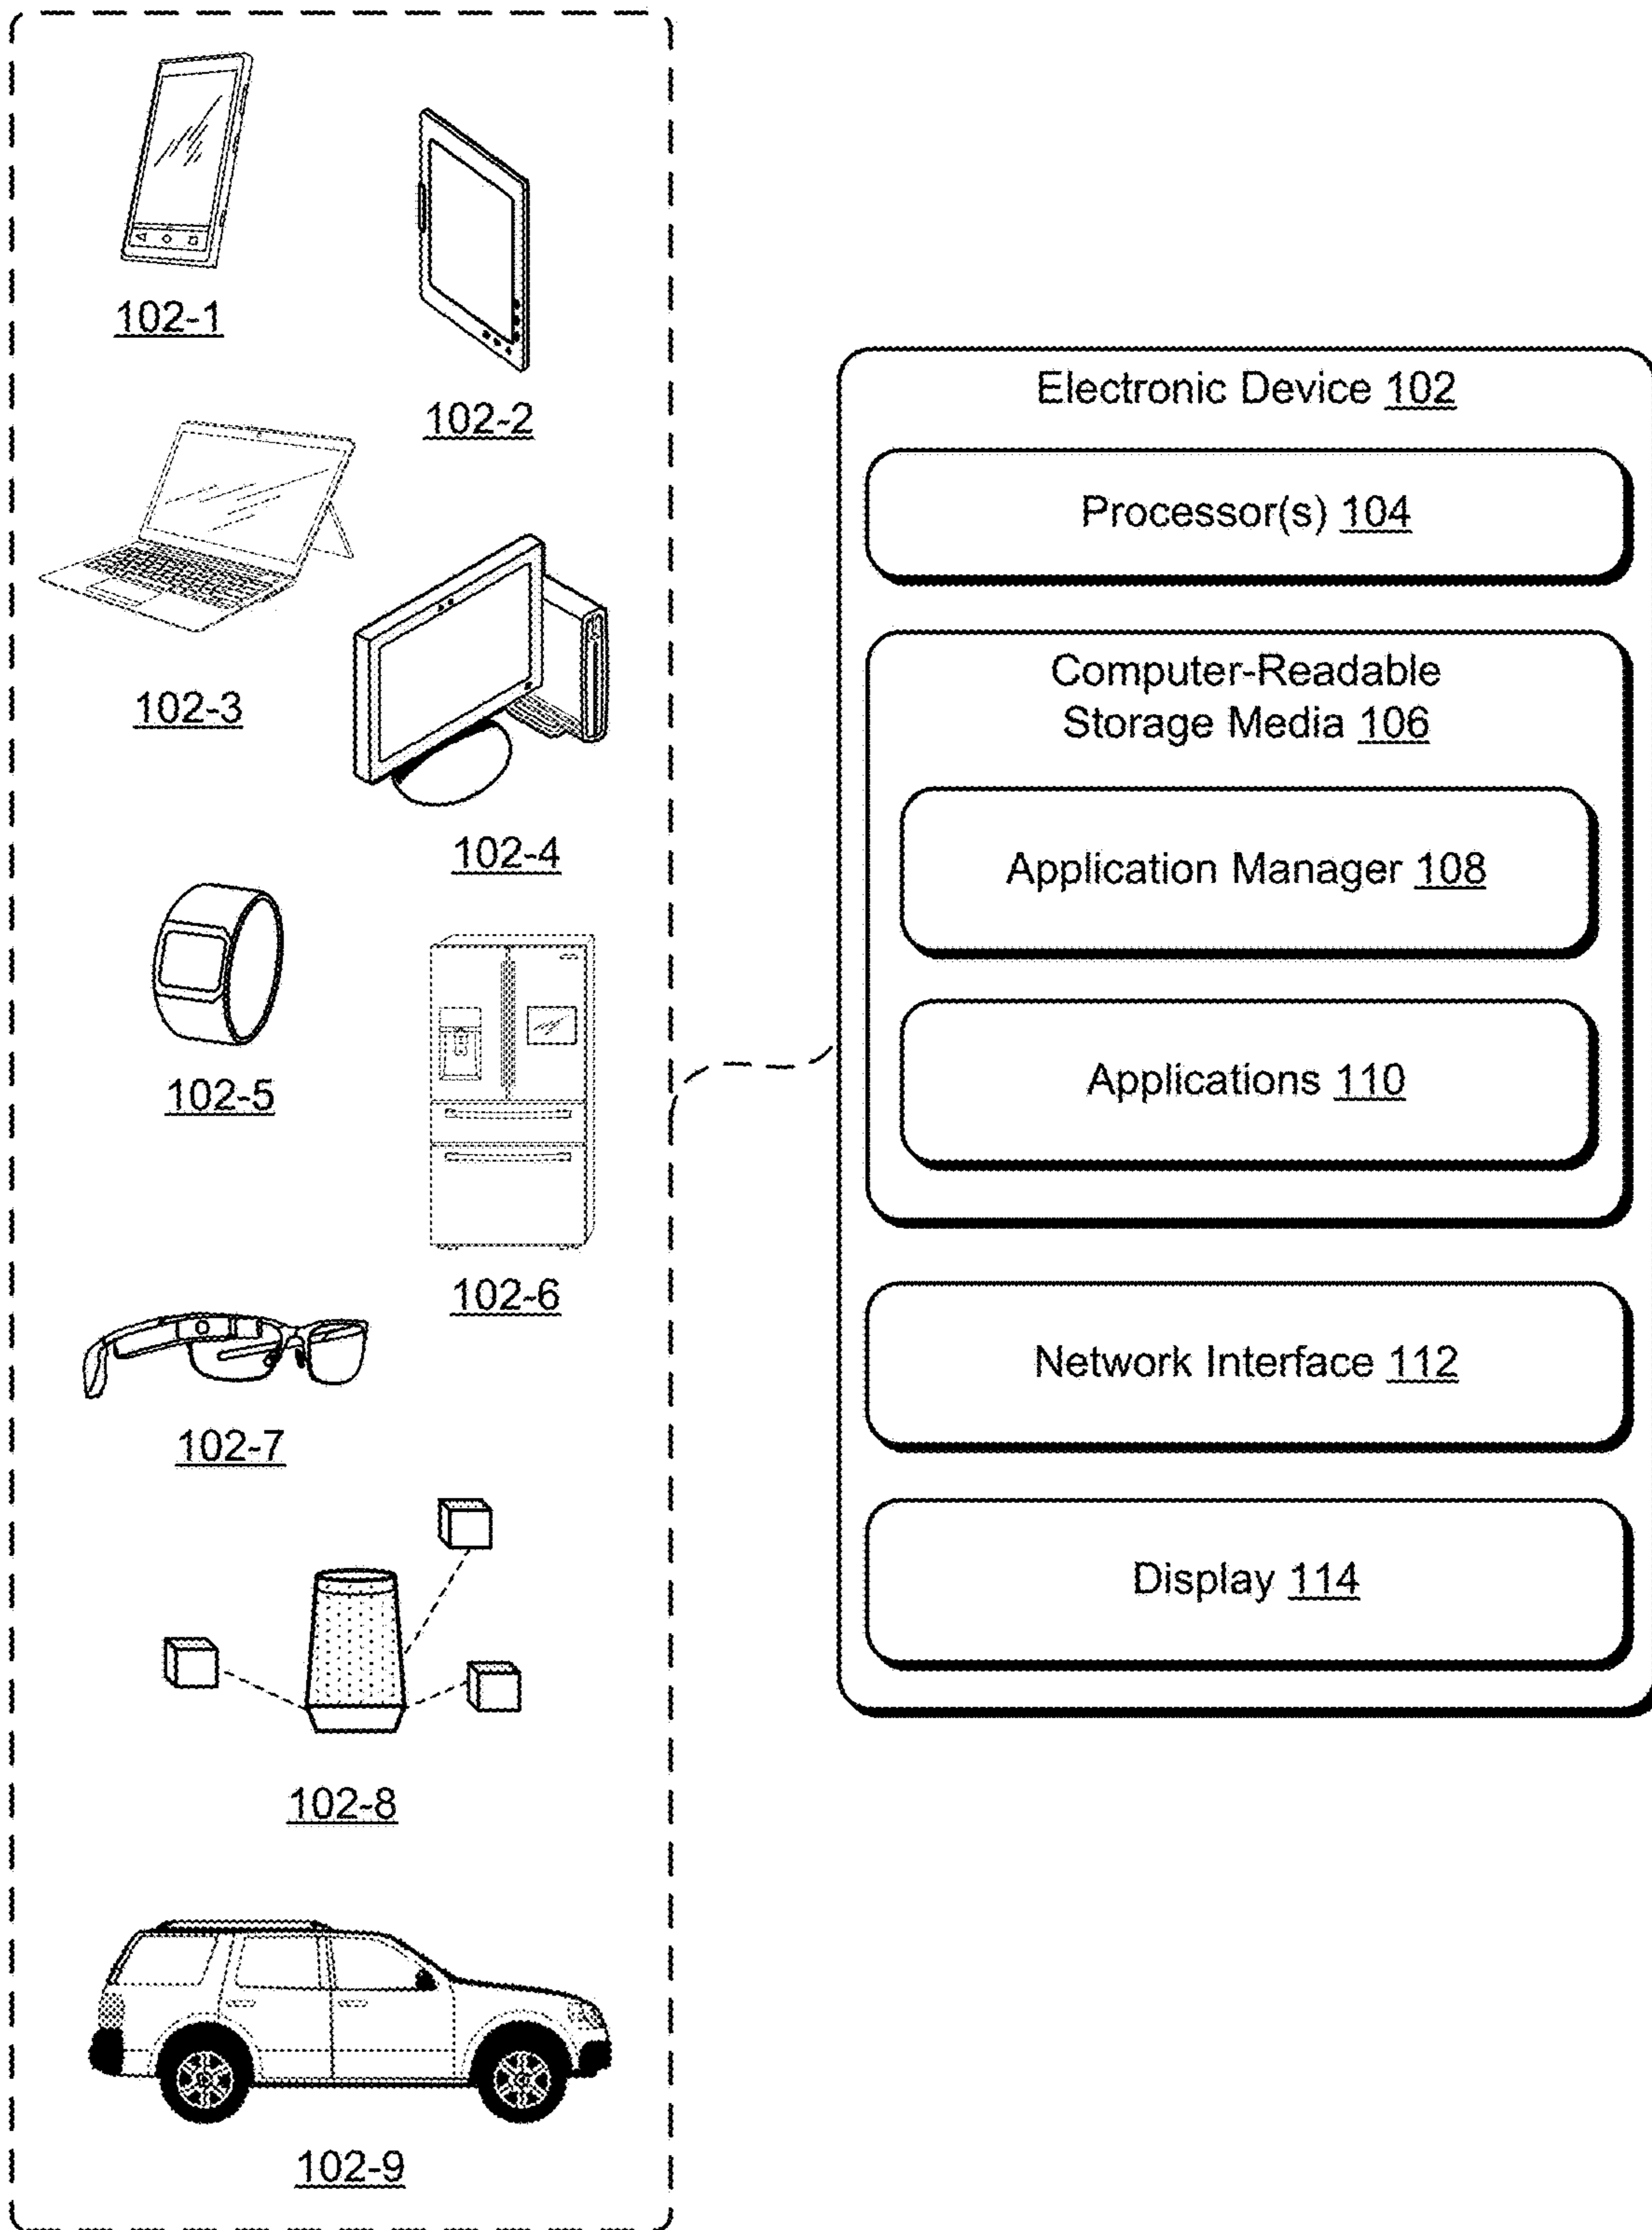 102-1
102-2
102-3
102-4
102-5
102-6
102-7
102-8
102-9
Electronic Device 102
Processor(s) 104
Computer-Readable
Storage Media 106
Application Manager 108
Applications 110
Network Interface 112
Display 114